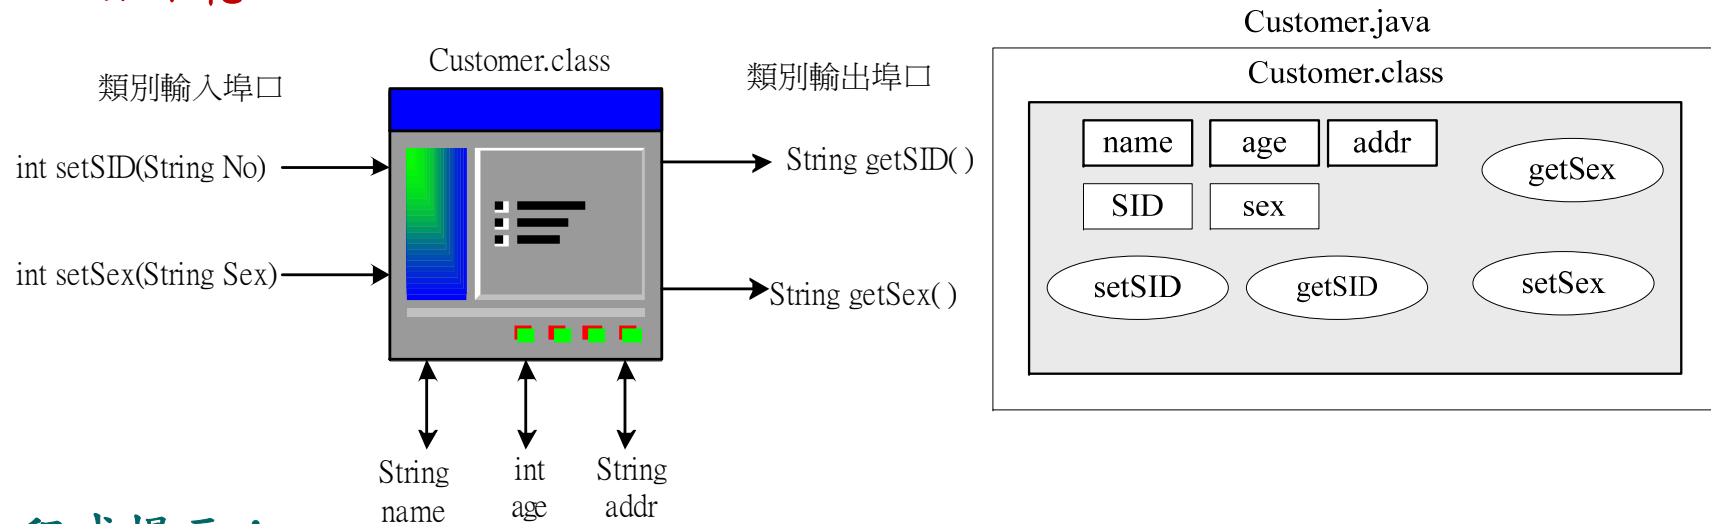 Customer.java
Customer.class
類別輸入埠口
類別輸出埠口
Customer.class
int setSID(String No)
String getSID( )
int setSex(String Sex)
String getSex( )
String name
int age
String addr
name
age
addr
getSex
SID
sex
setSID
getSID
setSex